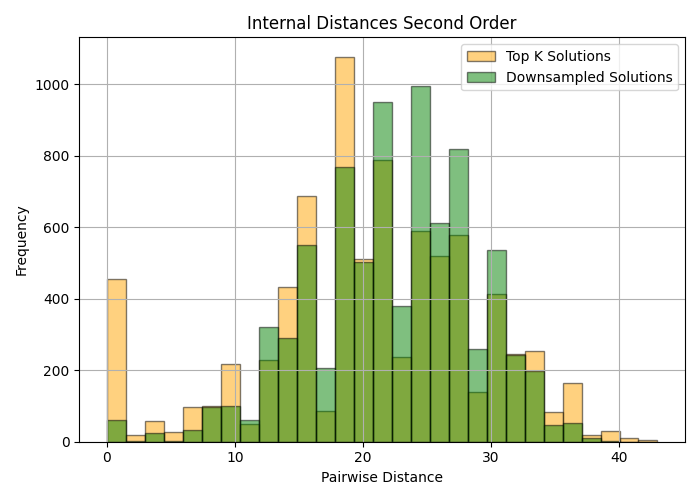 Internal Distances Second Order
Top K Solutions
Downsampled Solutions
Frequency
1000
800
600
400
200
0
0 10 20 30 40
Pairwise Distance